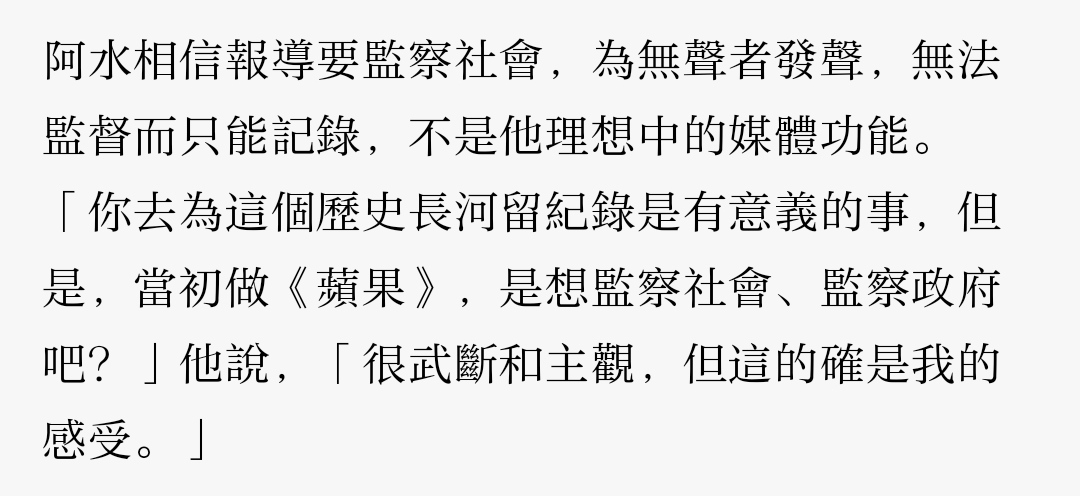 阿水相信報導要監察社會，為無聲者發聲，無法
監督而只能記錄，不是他理想中的媒體功能。
「你去為這個歷史長河留紀錄是有意義的事，但
是，當初做《蘋果》，是想監察社會、監察政府
吧？」他說，「很武斷和主觀，但這的確是我的
感受。」